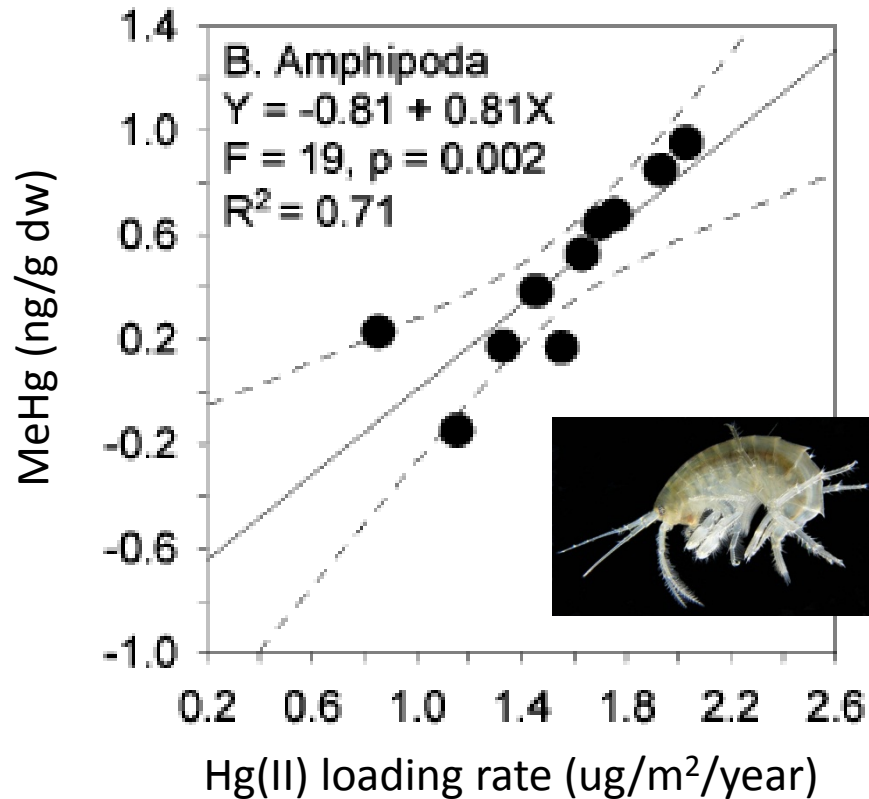 B. Amphipoda
Y = -0.81 + 0.81X
F = 19, p = 0.002
R² = 0.71
MeHg (ng/g dw)
1.4
1.0
0.6
0.2
-0.2
-0.6
-1.0
0.2 0.6 1.0 1.4 1.8 2.2 2.6
Hg(II) loading rate (ug/m²/year)